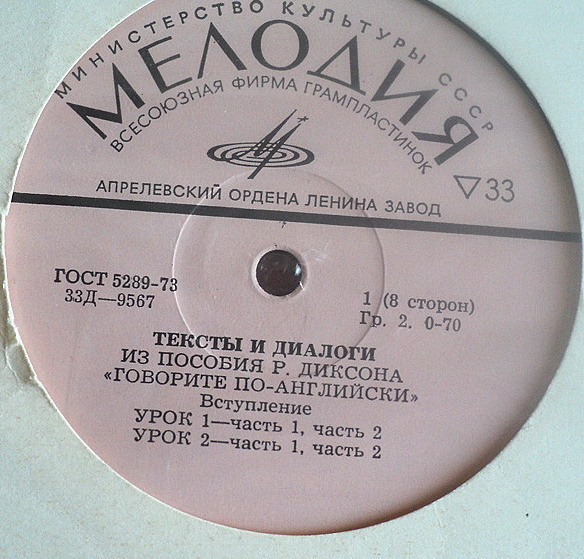 МИНИСТЕРСТВО КУЛЬТУРЫ СССР
МЕЛОДИЯ
ВСЕСОЮЗНАЯ ФИРМА ГРАМПЛАСТИНОК
33
АПРЕЛЕВСКИЙ ОРДЕНА ЛЕНИНА ЗАВОД
ГОСТ 5289-73
33Д—9567
1 (8 сторон)
Гр. 2. 0-70
ТЕКСТЫ И ДИАЛОГИ
ИЗ ПОСОБИЯ Р. ДИКСОНА
«ГОВОРИТЕ ПО-АНГЛИЙСКИ»
Вступление
УРОК 1—часть 1, часть 2
УРОК 2—часть 1, часть 2